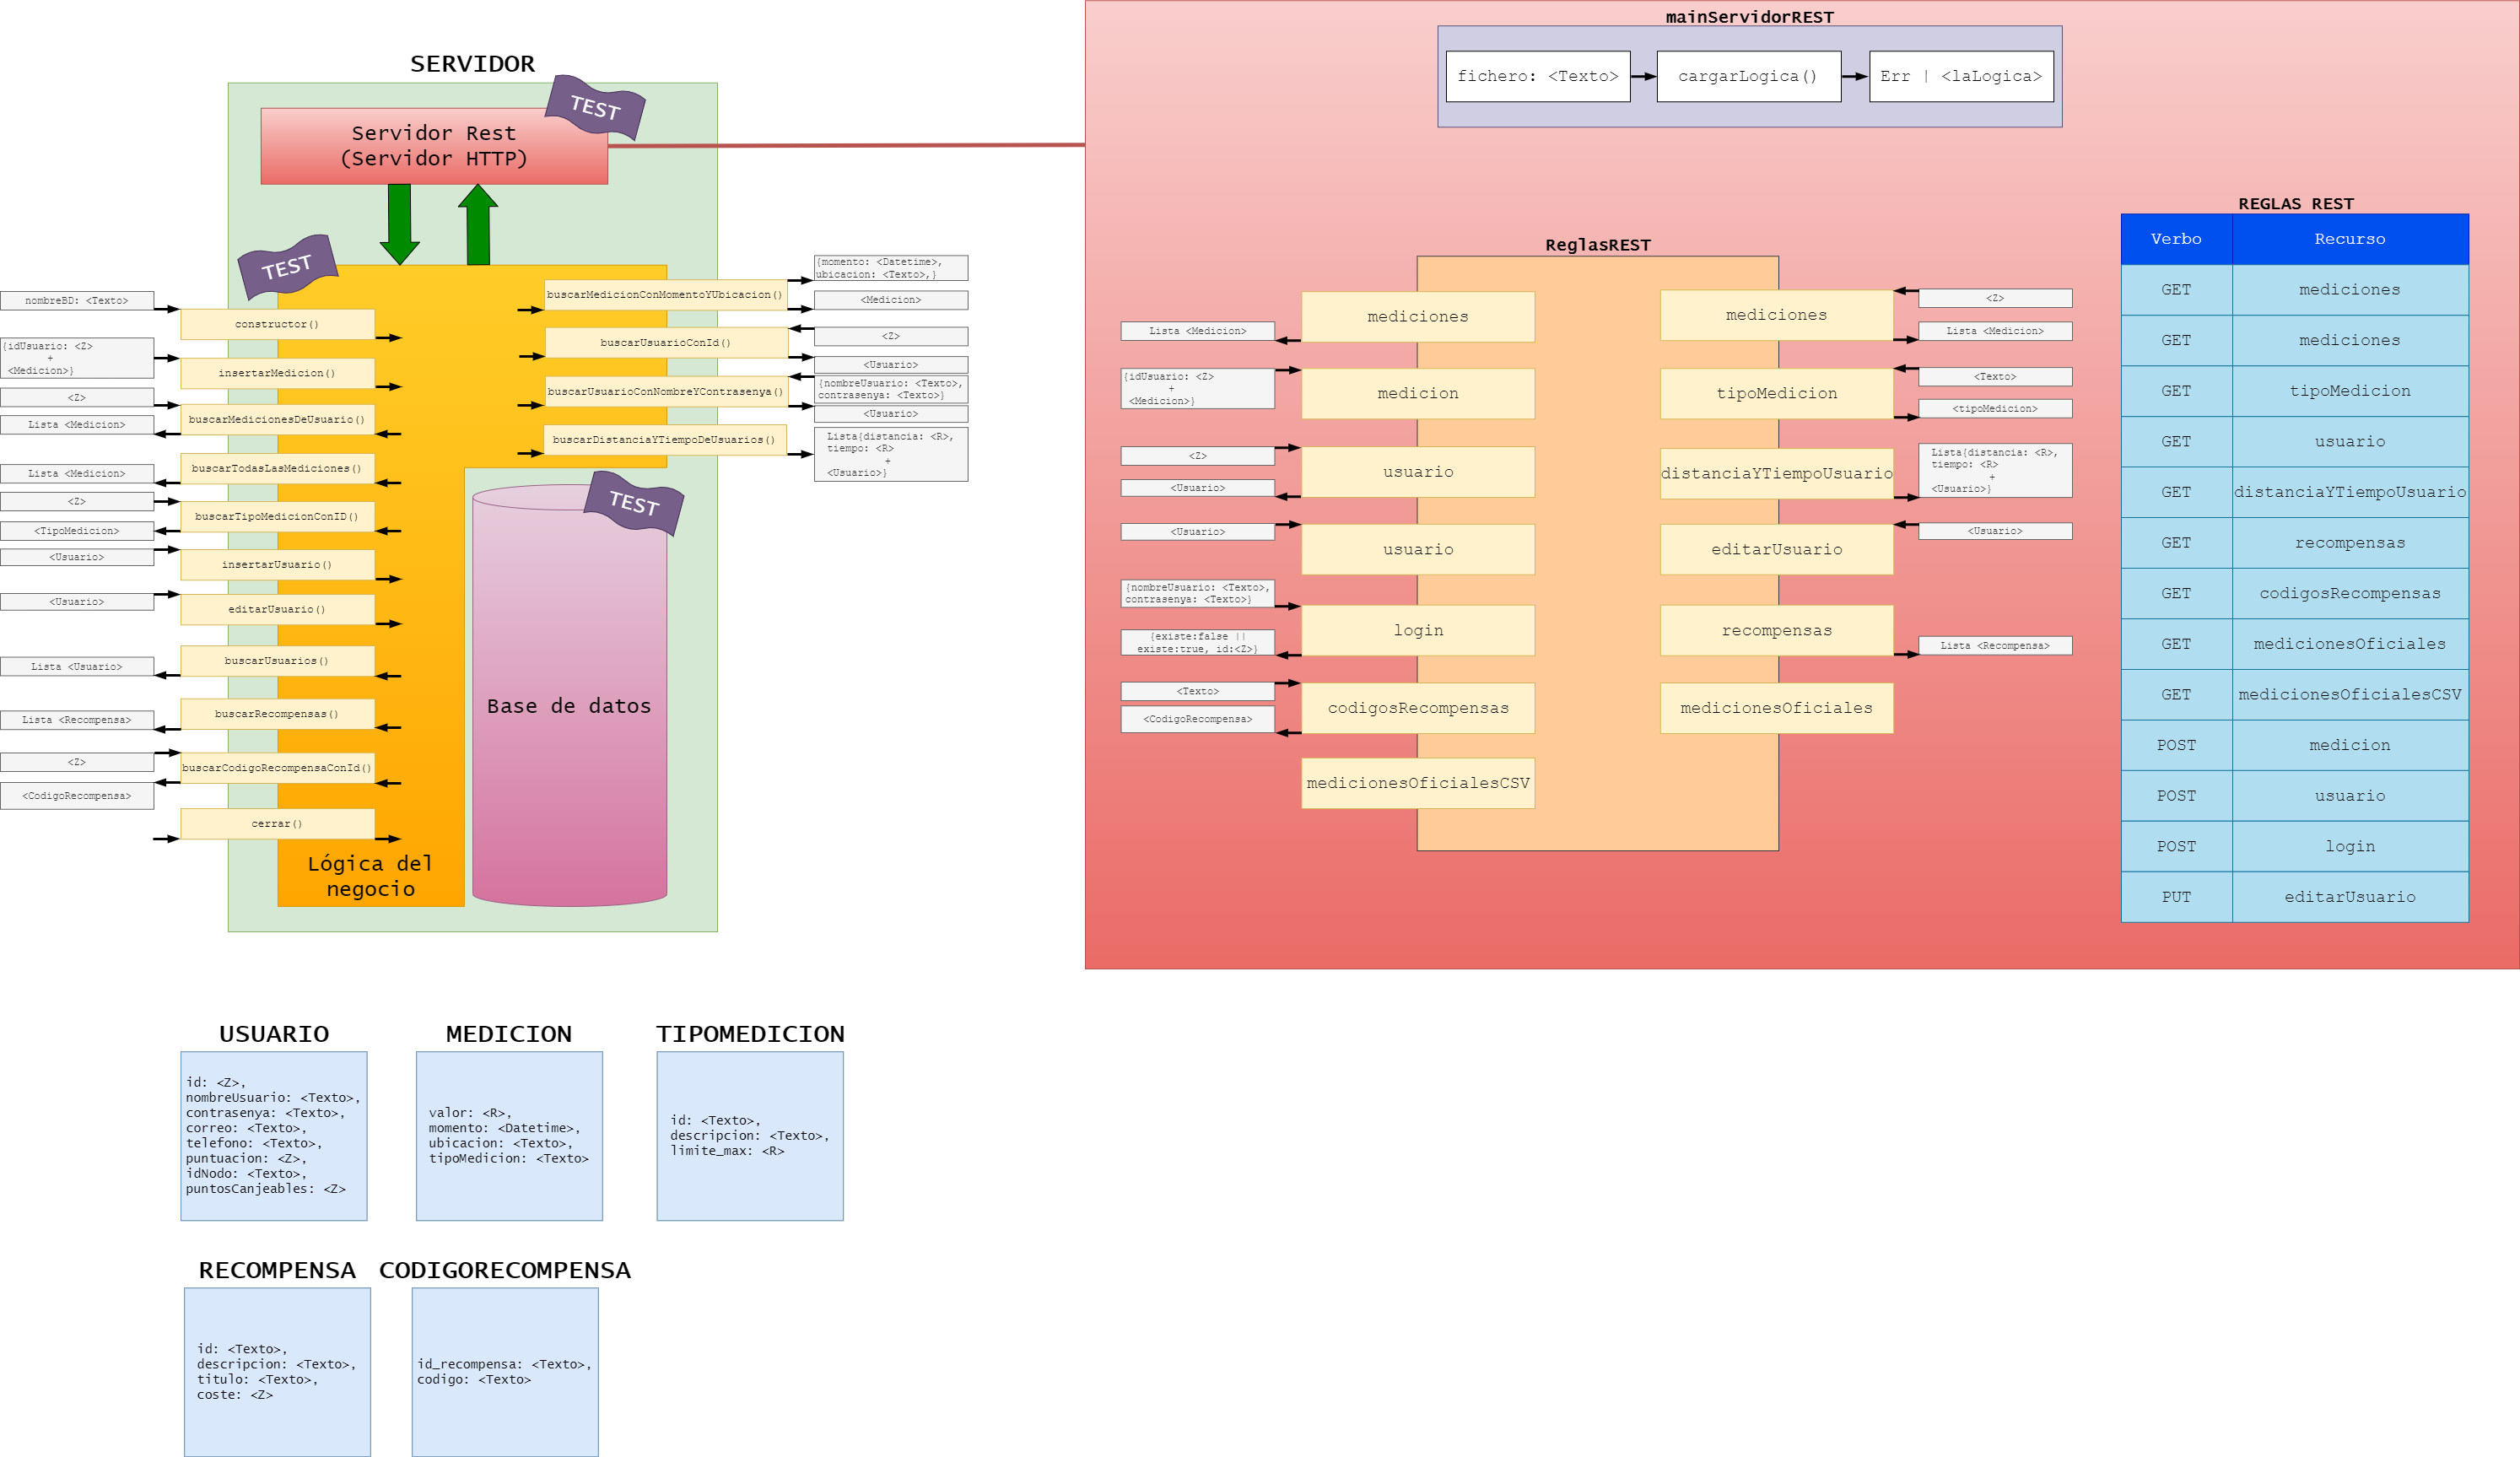 SERVIDOR
TEST
Servidor Rest
(Servidor HTTP)
TEST
nombreBD: <Texto>
constructor()
{idUsuario: <Z>
+
<Medicion>}
insertarMedicion()
<Z>
buscarMedicionesDeUsuario()
Lista <Medicion>
buscarTodasLasMediciones()
Lista <Medicion>
<Z>
buscarTipoMedicionConID()
<TipoMedicion>
<Usuario>
insertarUsuario()
<Usuario>
editarUsuario()
buscarUsuarios()
Lista <Usuario>
buscarRecompensas()
Lista <Recompensa>
<Z>
buscarCodigoRecompensaConId()
<CodigoRecompensa>
cerrar()
Lógica del
negocio
{momento: <Datetime>,
ubicacion: <Texto>,}
buscarMedicionConMomentoYUbicacion()
<Medicion>
<Z>
buscarUsuarioConId()
<Usuario>
{nombreUsuario: <Texto>,
contrasenya: <Texto>}
buscarUsuarioConNombreYContrasenya()
<Usuario>
buscarDistanciaYTiempoDeUsuarios()
Lista{distancia: <R>,
tiempo: <R>
+
<Usuario>}
TEST
Base de datos
mainServidorREST
fichero: <Texto>
cargarLogica()
Err | <laLogica>
ReglasREST
mediciones
Lista <Medicion>
{idUsuario: <Z>
+
<Medicion>}
medicion
<Z>
usuario
<Usuario>
<Usuario>
usuario
{nombreUsuario: <Texto>,
contrasenya: <Texto>}
login
{existe:false ||
existe:true, id:<Z>}
<Texto>
codigosRecompensas
<CodigoRecompensa>
medicionesOficialesCSV
mediciones
<Z>
Lista <Medicion>
tipoMedicion
<Texto>
<tipoMedicion>
distanciaYTiempoUsuario
Lista{distancia: <R>,
tiempo: <R>
+
<Usuario>}
editarUsuario
<Usuario>
recompensas
Lista <Recompensa>
medicionesOficiales
REGLAS REST
Verbo Recurso
GET mediciones
GET mediciones
GET tipoMedicion
GET usuario
GET distanciaYTiempoUsuario
GET recompensas
GET codigosRecompensas
GET medicionesOficiales
GET medicionesOficialesCSV
POST medicion
POST usuario
POST login
PUT editarUsuario
USUARIO
id: <Z>,
nombreUsuario: <Texto>,
contrasenya: <Texto>,
correo: <Texto>,
telefono: <Texto>,
puntuacion: <Z>,
idNodo: <Texto>,
puntosCanjeables: <Z>
MEDICION
valor: <R>,
momento: <Datetime>,
ubicacion: <Texto>,
tipoMedicion: <Texto>
TIPOMEDICION
id: <Texto>,
descripcion: <Texto>,
limite_max: <R>
RECOMPENSA
id: <Texto>,
descripcion: <Texto>,
titulo: <Texto>,
coste: <Z>
CODIGORECOMPENSA
id_recompensa: <Texto>,
codigo: <Texto>